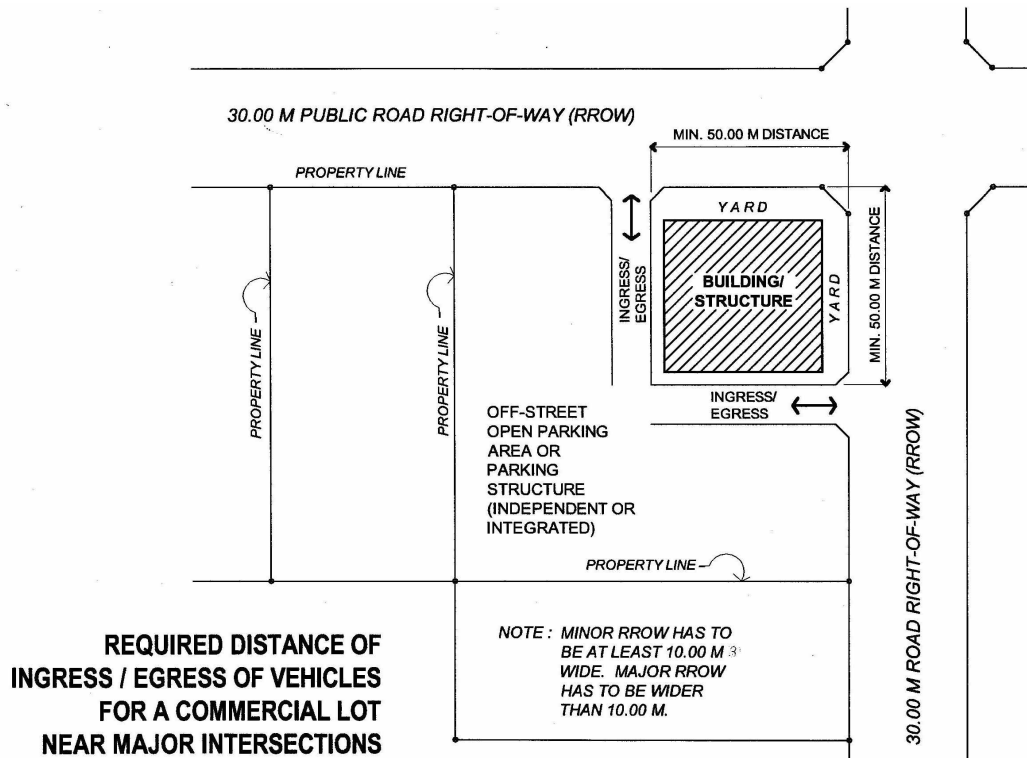 30.00 M PUBLIC ROAD RIGHT-OF-WAY (RROW)
MIN. 50.00 M DISTANCE
PROPERTY LINE
YARD
INGRESS/
EGRESS
BUILDING/
STRUCTURE
YARD
MIN. 50.00 M DISTANCE
PROPERTY LINE
PROPERTY LINE
INGRESS/
EGRESS
OFF-STREET
OPEN PARKING
AREA OR
PARKING
STRUCTURE
(INDEPENDENT OR
INTEGRATED)
30.00 M ROAD RIGHT-OF-WAY (RROW)
PROPERTY LINE
NOTE : MINOR RROW HAS TO
BE AT LEAST 10.00 M
WIDE. MAJOR RROW
HAS TO BE WIDER
THAN 10.00 M.
REQUIRED DISTANCE OF
INGRESS / EGRESS OF VEHICLES
FOR A COMMERCIAL LOT
NEAR MAJOR INTERSECTIONS